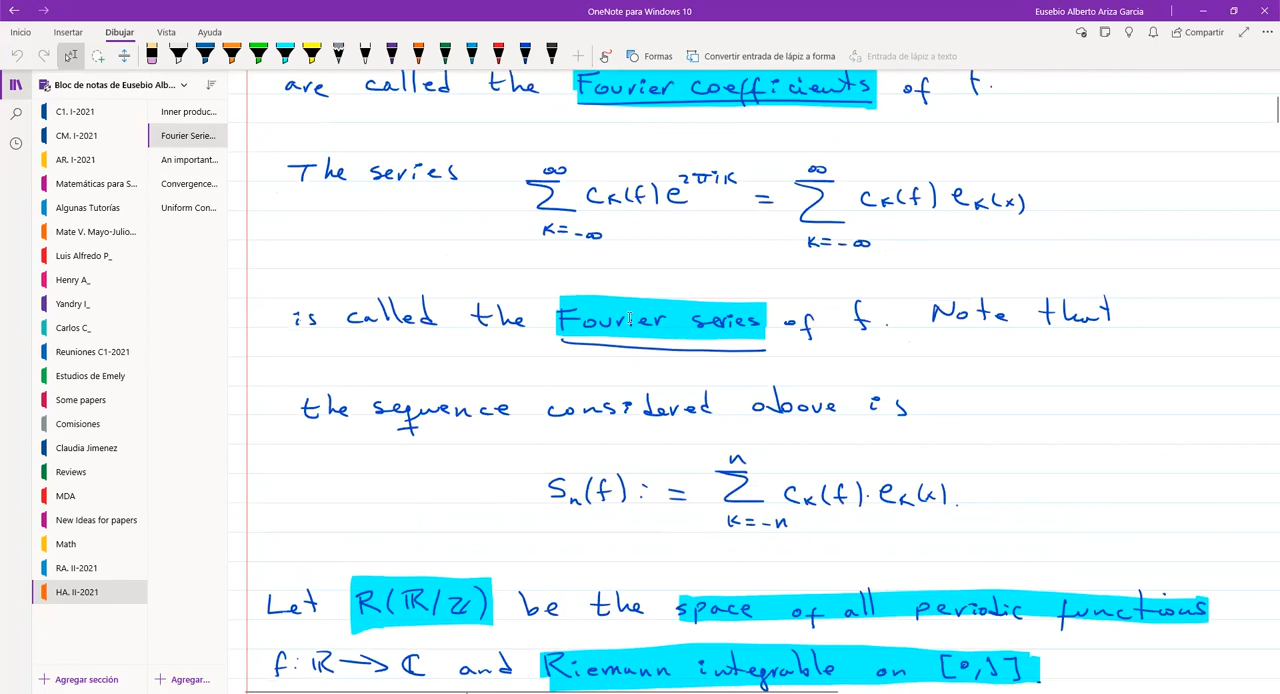 OneNote para Windows 10
Eusebio Alberto Ariza Garcia
Inicio Insertar Dibujar Vista Ayuda
Compartir
Formas Convertir entrada de lápiz a forma Entrada de lápiz a texto
Bloc de notas de Eusebio Alb...
C1. I-2021
CM. I-2021
AR. I-2021
Matemáticas para S...
Algunas Tutorías
Mate V. Mayo-Julio...
Luis Alfredo P_
Henry A_
Yandry I_
Carlos C_
Reuniones C1-2021
Estudios de Emely
Some papers
Comisiones
Claudia Jimenez
Reviews
MDA
New Ideas for papers
Math
RA. II-2021
HA. II-2021
Agregar sección
Inner produc...
Fourier Serie...
An important...
Convergence...
Uniform Con...
Agregar...
are called the Fourier coefficients of f.
The series ∑_{k=-∞}^{∞} c_k(f) e^{2πik} = ∑_{k=-∞}^{∞} c_k(f) e_k(x)
is called the Fourier series of f. Note that
the sequence considered above is
S_n(f) := ∑_{k=-n}^{n} c_k(f)·e_k(x).
Let R(ℝ/ℤ) be the space of all periodic functions
f: ℝ → ℂ and Riemann integrable on [0,1].